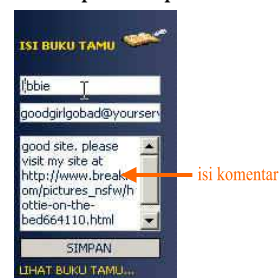 ISI BUKU TAMU
ibbie
goodgirlgobad@yourserv
good site. please
visit my site at
http://www.break
om/pictures_nsfw/h
ottie-on-the-
bed664110.html
isi komentar
SIMPAN
LIHAT BUKU TAMU...